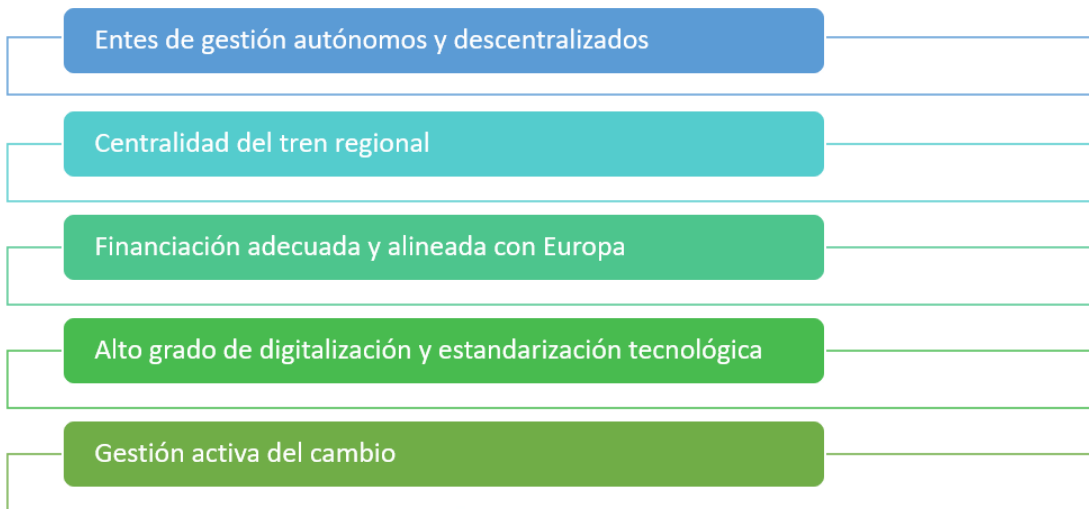 Entes de gestión autónomos y descentralizados
Centralidad del tren regional
Financiación adecuada y alineada con Europa
Alto grado de digitalización y estandarización tecnológica
Gestión activa del cambio